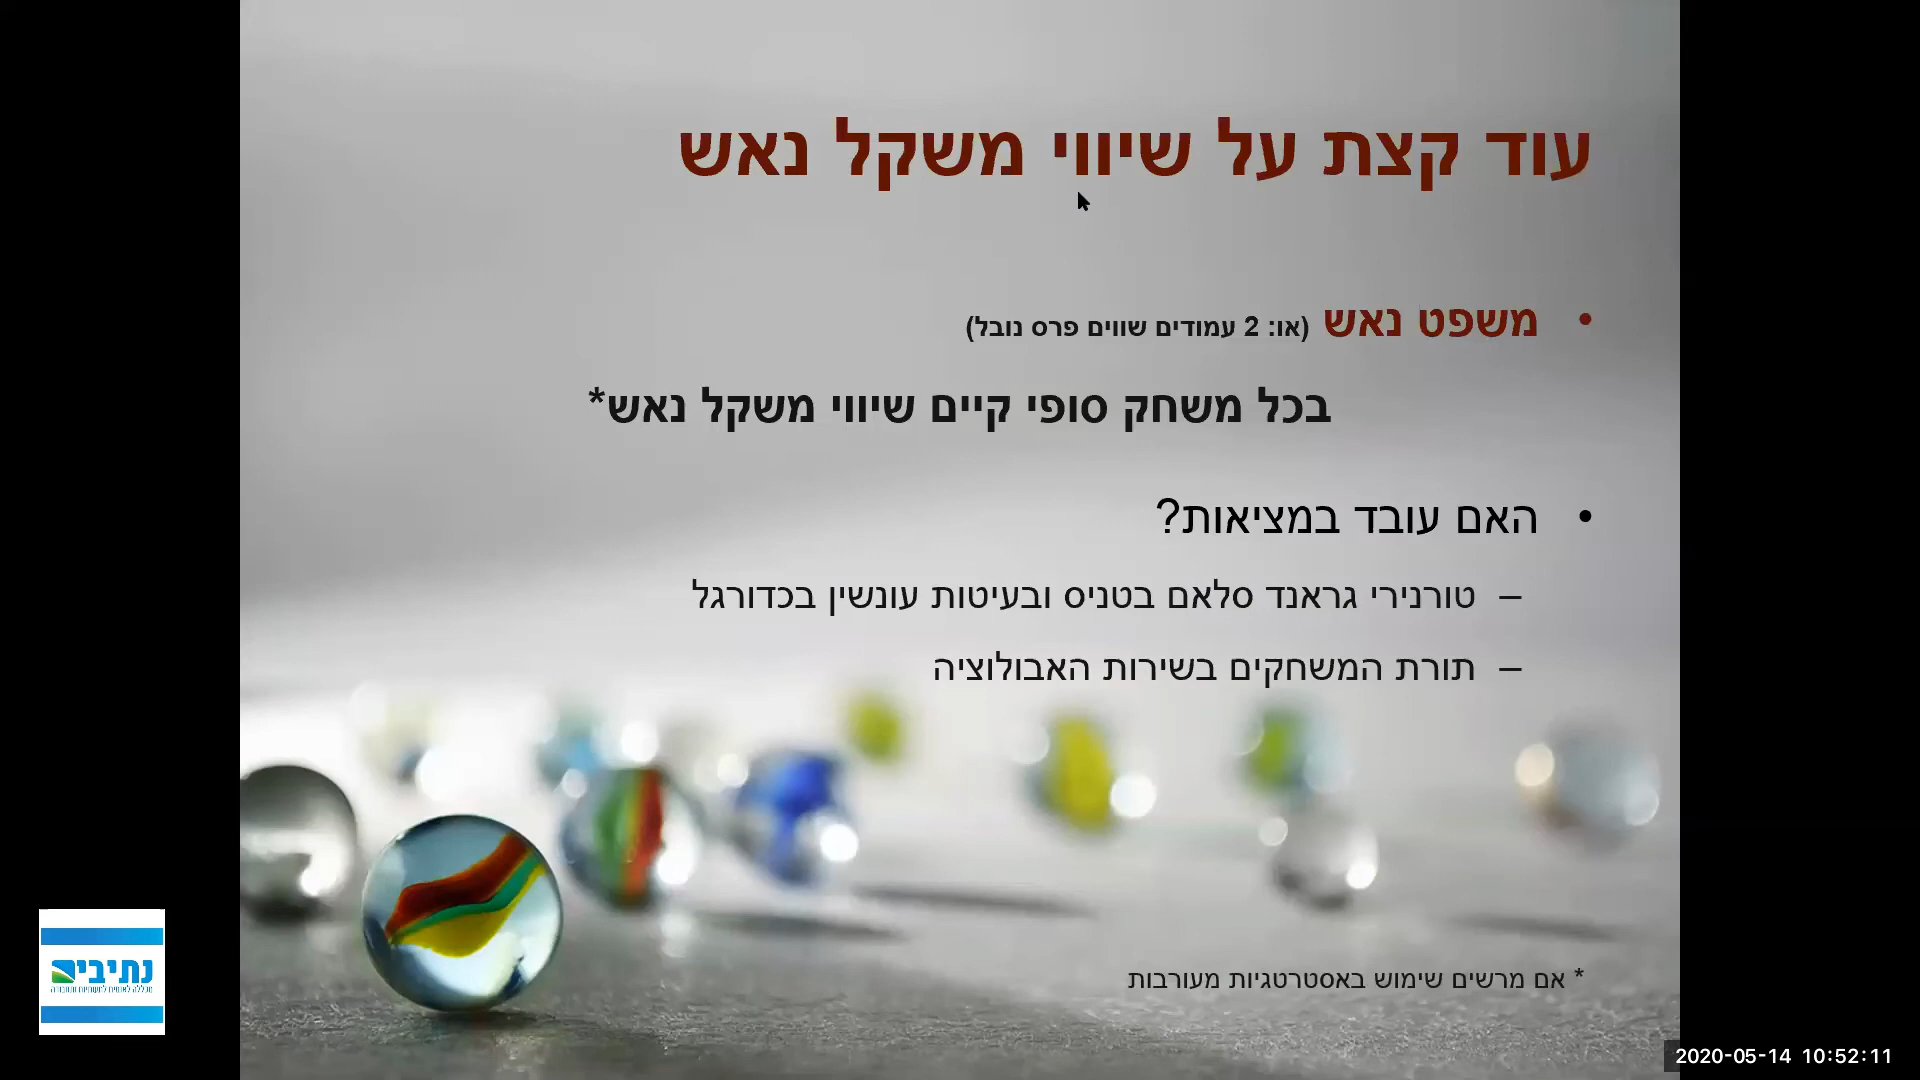 עוד קצת על שיווי משקל נאש
• משפט נאש (או: 2 עמודים שווים פרס נובל)
בכל משחק סופי קיים שיווי משקל נאש*
• האם עובד במציאות?
– טורנירי גראנד סלאם בטניס ובעיטות עונשין בכדורגל
– תורת המשחקים בשירות האבולוציה
* אם מרשים שימוש באסטרטגיות מעורבות
נתיבי
2020-05-14 10:52:11